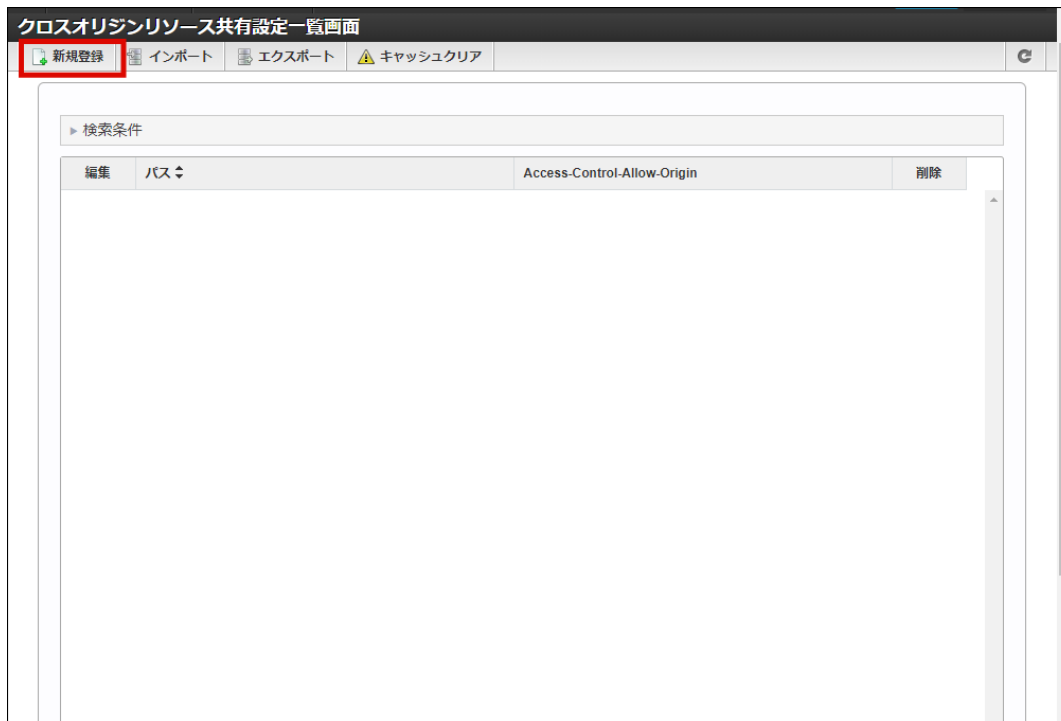 クロスオリジンリソース共有設定一覧画面
新規登録 インポート エクスポート キャッシュクリア
検索条件
編集 パス Access-Control-Allow-Origin 削除